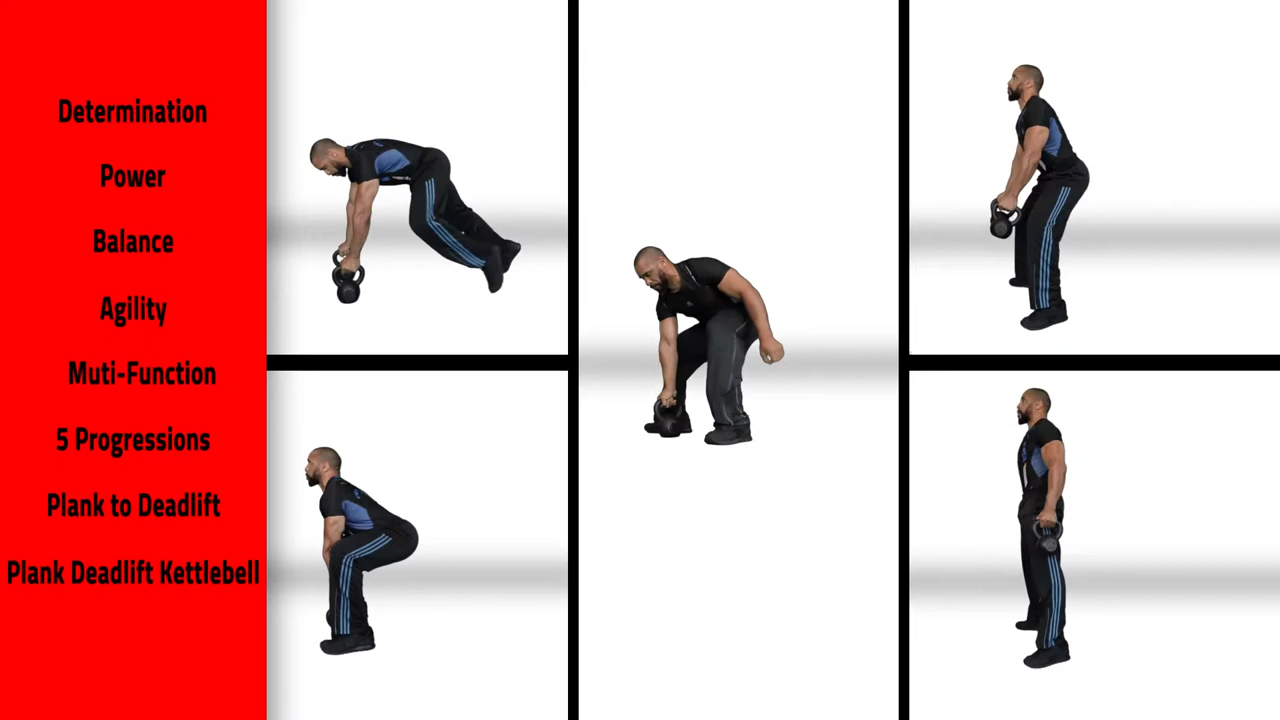 Determination
Power
Balance
Agility
Muti-Function
5 Progressions
Plank to Deadlift
Plank Deadlift Kettlebell